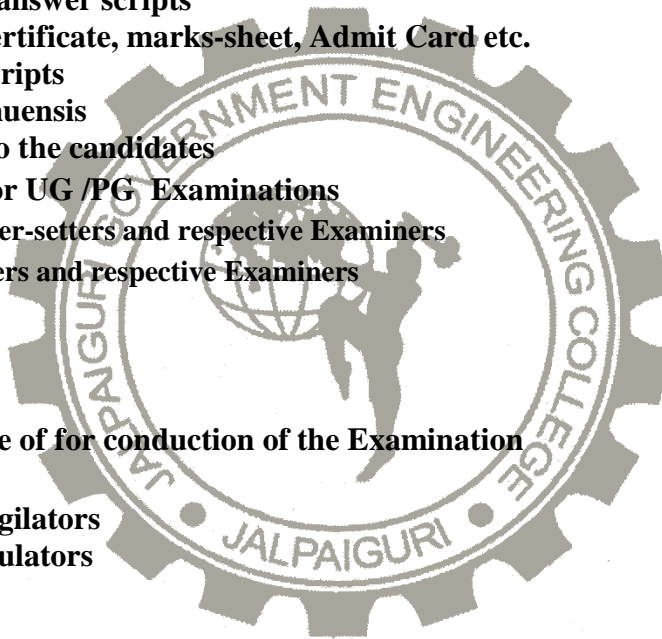 answer scripts
ertificate, marks-sheet, Admit Card etc.
ripts
nuensis
o the candidates
or UG /PG Examinations
er-setters and respective Examiners
ers and respective Examiners
e of for conduction of the Examination
gilators
ulators
JALPAIGURI GOVERNMENT ENGINEERING COLLEGE
JALPAIGURI